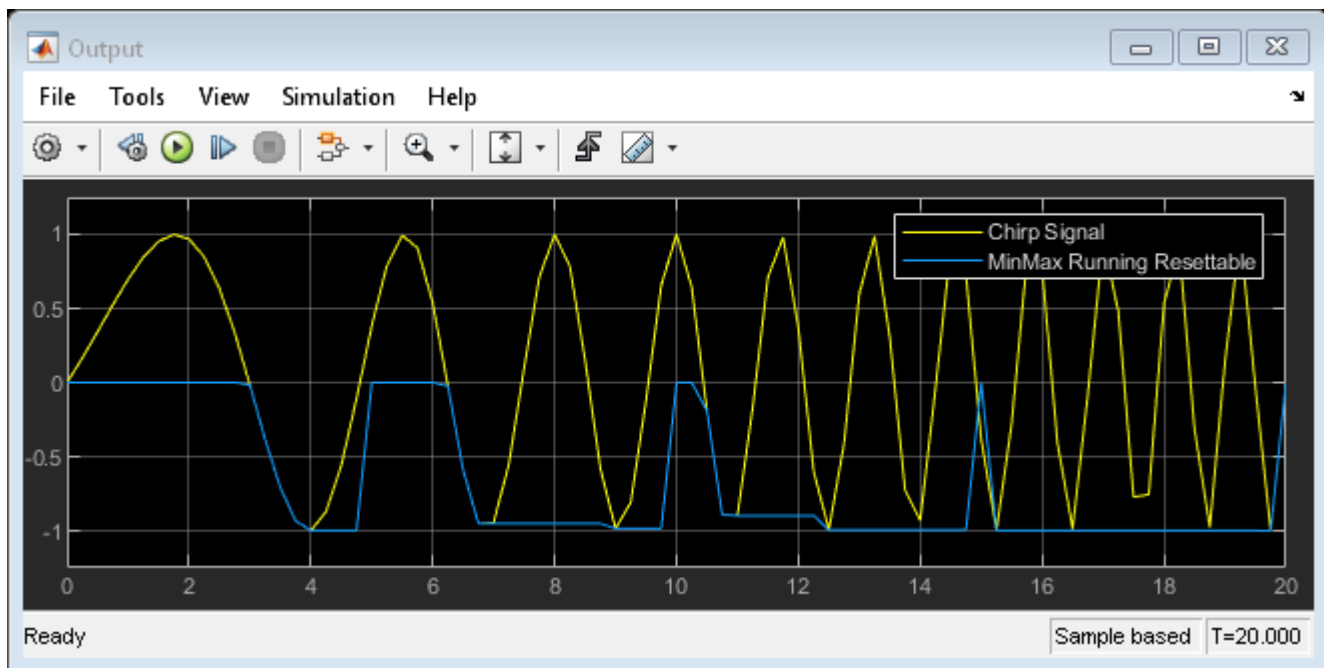 Output
File Tools View Simulation Help
Chirp Signal
MinMax Running Resettable
1
0.5
0
-0.5
-1
0 2 4 6 8 10 12 14 16 18 20
Ready Sample based T=20.000